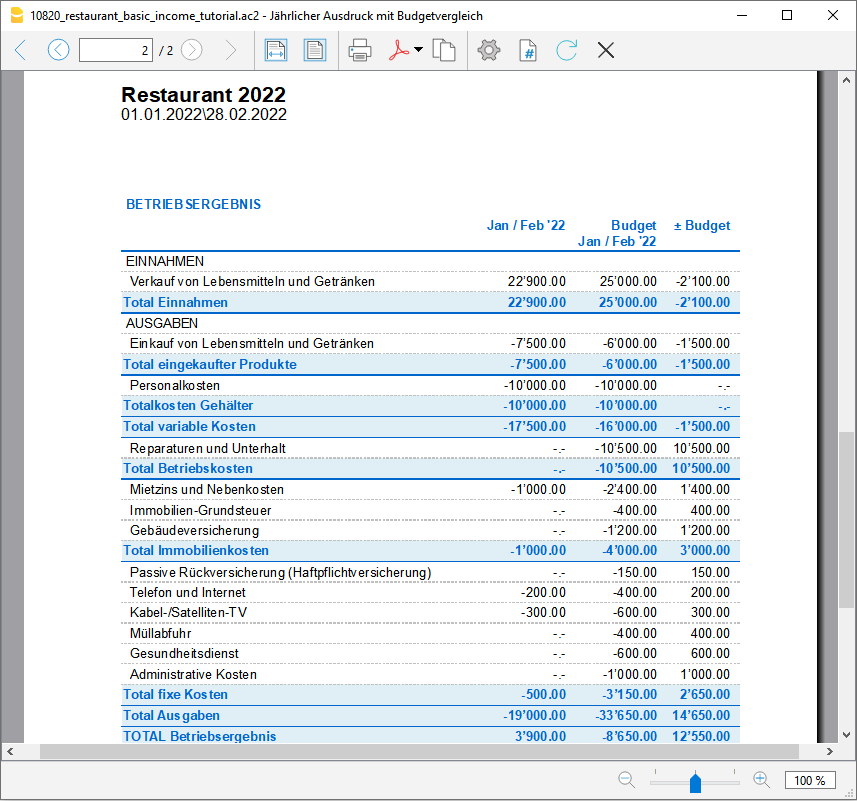 10820_restaurant_basic_income_tutorial.ac2 - Jährlicher Ausdruck mit Budgetvergleich
2 / 2
Restaurant 2022
01.01.2022\28.02.2022
BETRIEBSERGEBNIS
Jan / Feb '22 Budget ± Budget
Jan / Feb '22
EINNAHMEN
Verkauf von Lebensmitteln und Getränken 22'900.00 25'000.00 -2'100.00
Total Einnahmen 22'900.00 25'000.00 -2'100.00
AUSGABEN
Einkauf von Lebensmitteln und Getränken -7'500.00 -6'000.00 -1'500.00
Total eingekaufter Produkte -7'500.00 -6'000.00 -1'500.00
Personalkosten -10'000.00 -10'000.00 -.-
Totalkosten Gehälter -10'000.00 -10'000.00 -.-
Total variable Kosten -17'500.00 -16'000.00 -1'500.00
Reparaturen und Unterhalt -.- -10'500.00 10'500.00
Total Betriebskosten -.- -10'500.00 10'500.00
Mietzins und Nebenkosten -1'000.00 -2'400.00 1'400.00
Immobilien-Grundsteuer -.- -400.00 400.00
Gebäudeversicherung -.- -1'200.00 1'200.00
Total Immobilienkosten -1'000.00 -4'000.00 3'000.00
Passive Rückversicherung (Haftpflichtversicherung) -.- -150.00 150.00
Telefon und Internet -200.00 -400.00 200.00
Kabel-/Satelliten-TV -300.00 -600.00 300.00
Müllabfuhr -.- -400.00 400.00
Gesundheitsdienst -.- -600.00 600.00
Administrative Kosten -.- -1'000.00 1'000.00
Total fixe Kosten -500.00 -3'150.00 2'650.00
Total Ausgaben -19'000.00 -33'650.00 14'650.00
TOTAL Betriebsergebnis 3'900.00 -8'650.00 12'550.00
100 %